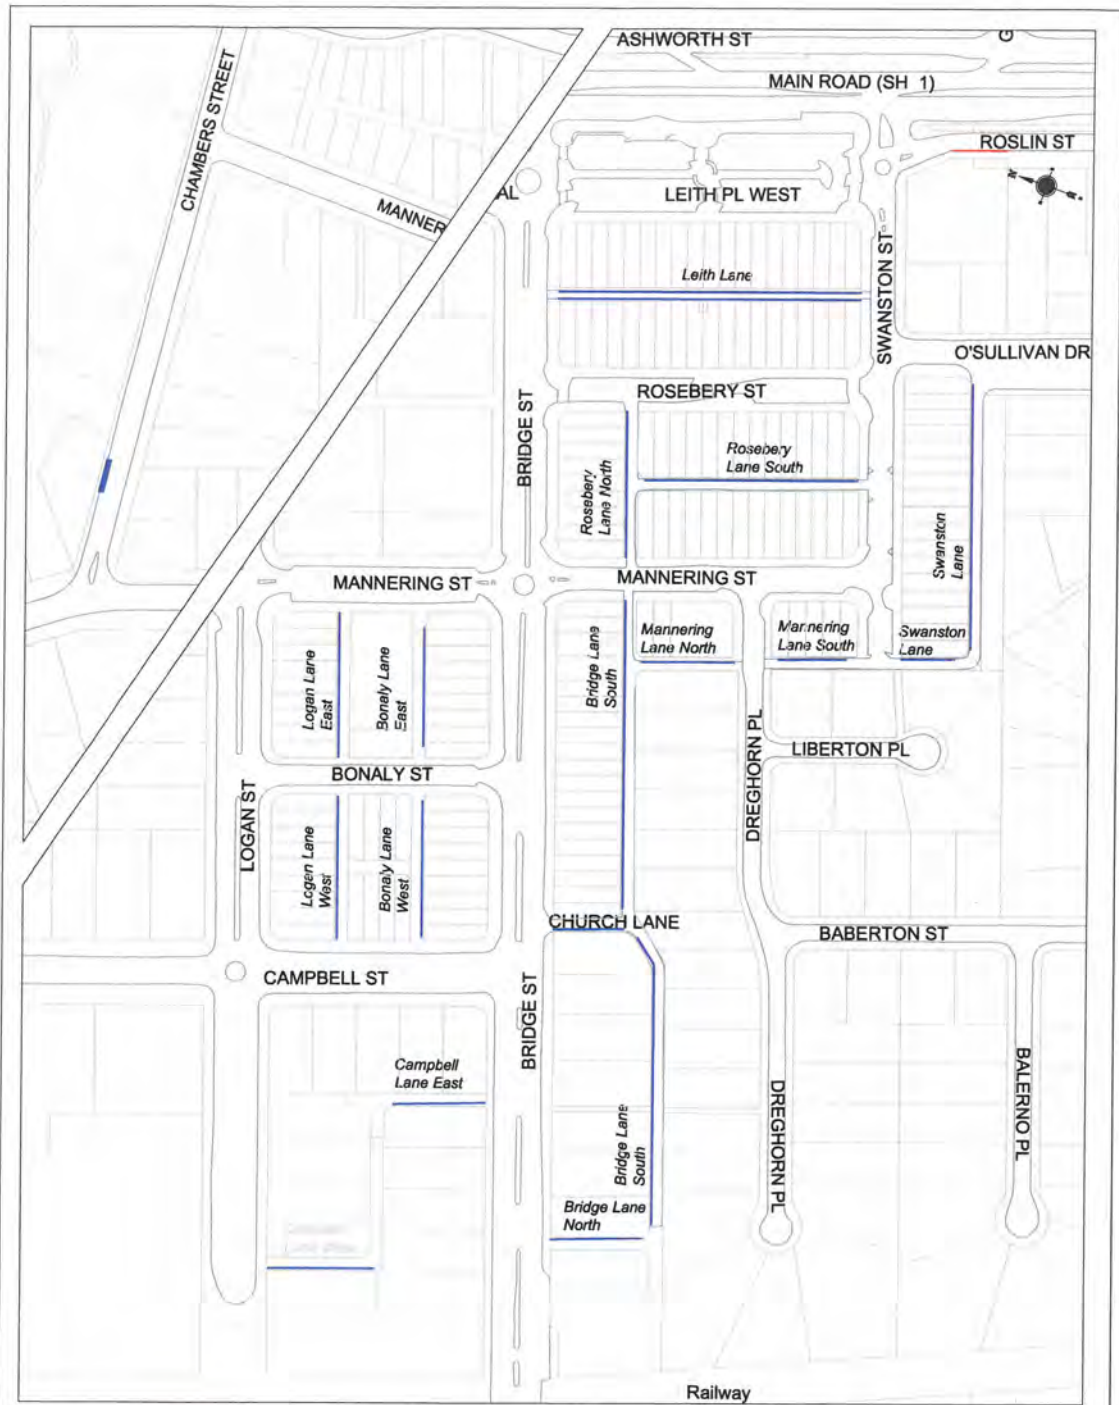 ASHWORTH ST
G
MAIN ROAD (SH 1)
CHAMBERS STREET
ROSLIN ST
N
AL
LEITH PL WEST
MANNER
SWANSTON ST
Leith Lane
O'SULLIVAN DR
ROSEBERY ST
BRIDGE ST
Rosebery
Lane South
Rosebery
Lane North
Swanston
Lane
MANNERING ST
MANNERING ST
Mannering
Lane North
Mannering
Lane South
Swanston
Lane
Bridge Lane
South
Logan Lane
East
Bonaly Lane
East
DREGHORN PL
LIBERTON PL
BONALY ST
LOGAN ST
Logen Lane
West
Bonaly Lane
West
CHURCH LANE
BABERTON ST
CAMPBELL ST
BRIDGE ST
Campbell
Lane East
BALERNO PL
DREGHORN PL
Bridge Lane
South
Bridge Lane
North
Railway